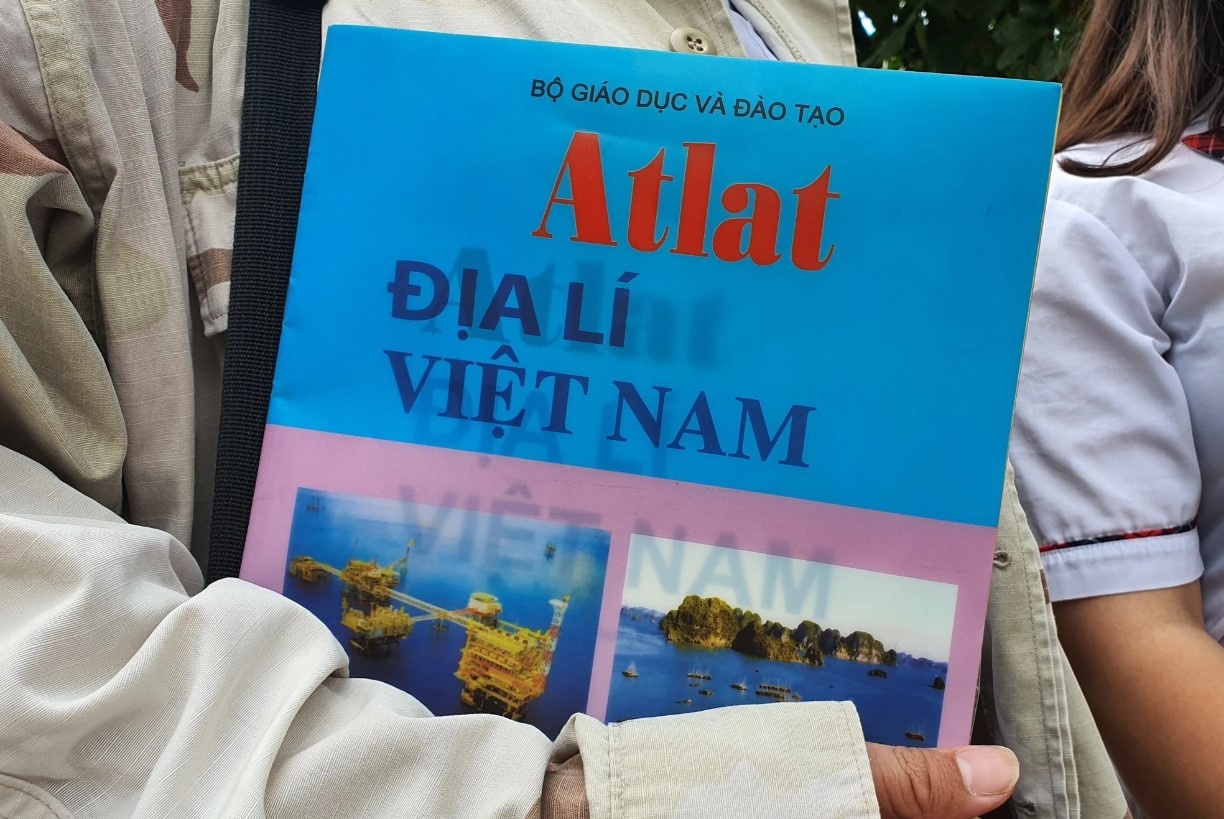 BỘ GIÁO DỤC VÀ ĐÀO TẠO
Atlat
ĐỊA LÍ
VIỆT NAM